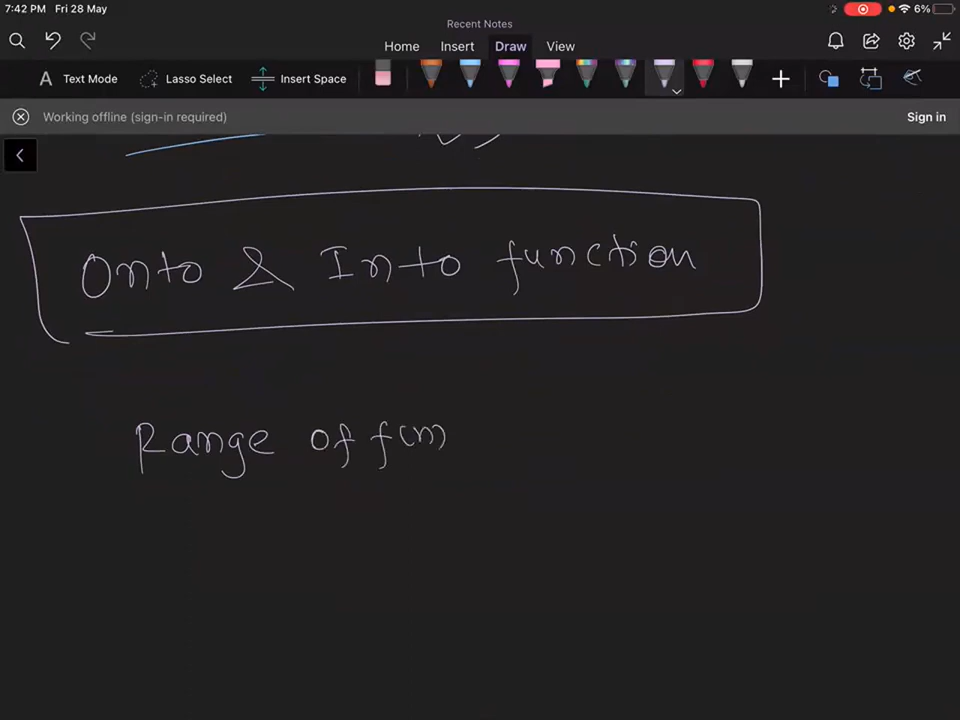 7:42 PM Fri 28 May
6%
Recent Notes
Home Insert Draw View
A Text Mode Lasso Select Insert Space
Working offline (sign-in required) Sign in
Onto & Into function
Range of f(n)